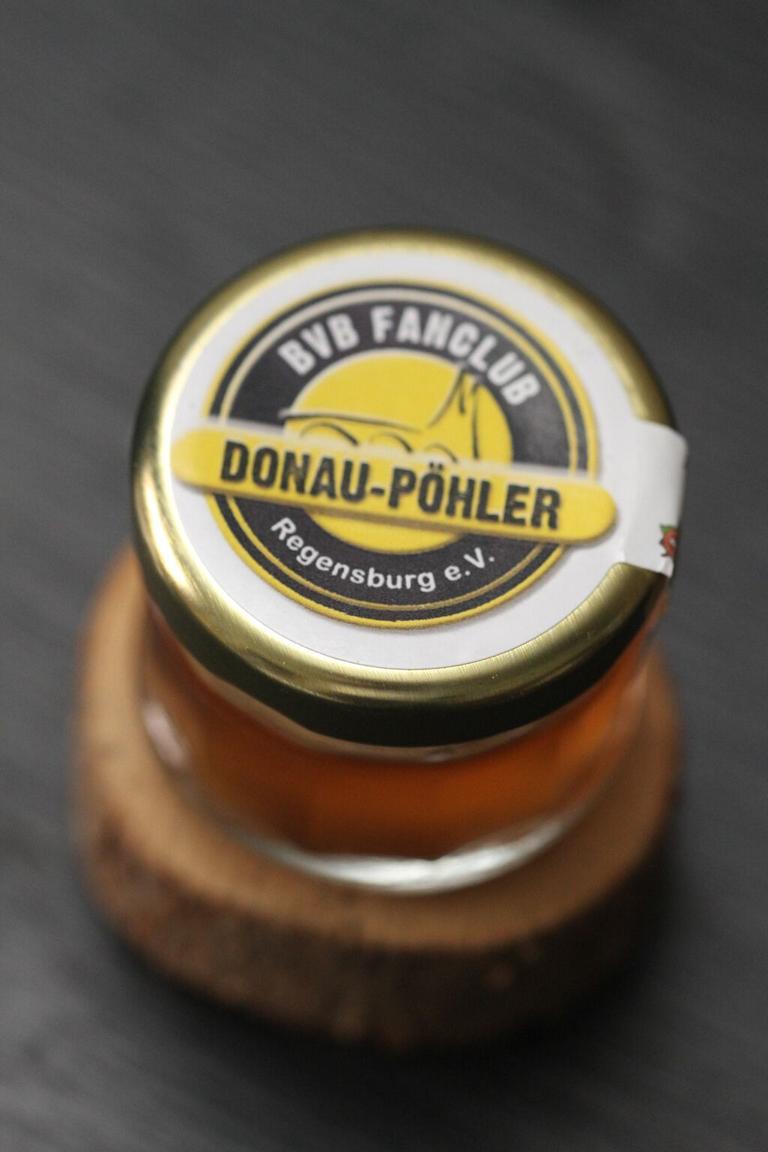 BVB FANCLUB
DONAU-PÖHLER
Regensburg e.V.